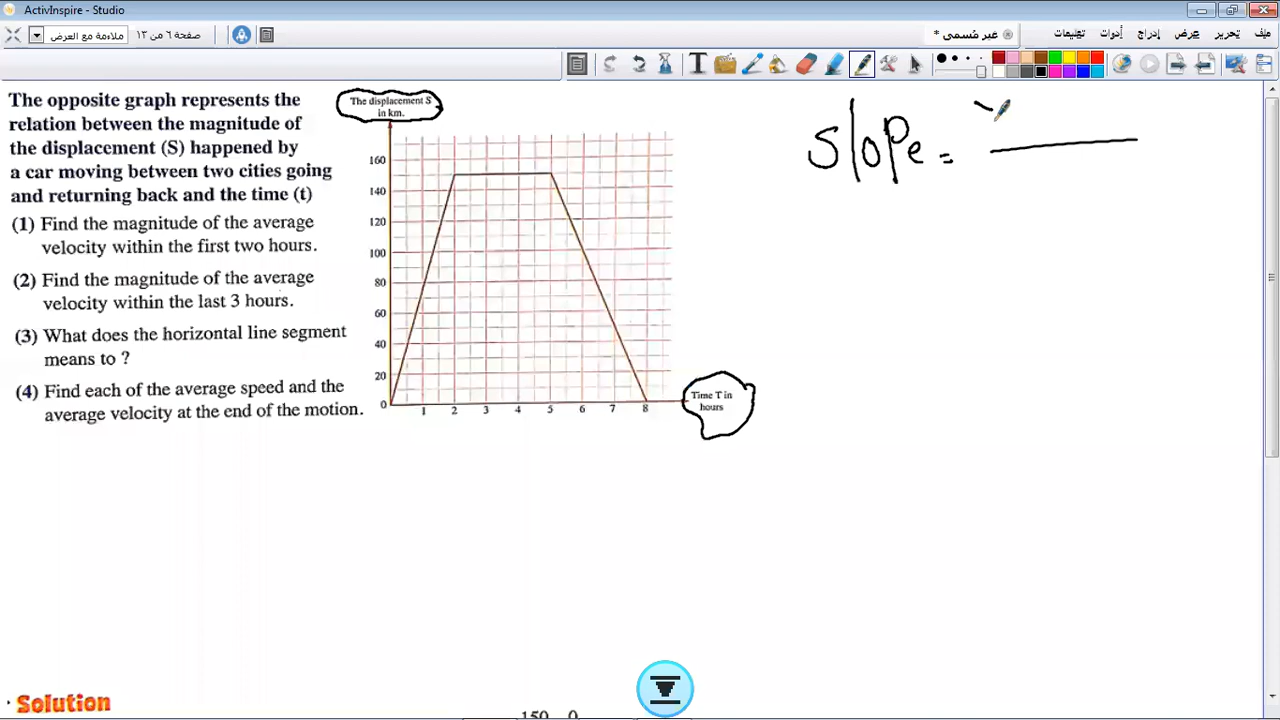 ActivInspire - Studio
ملف تحرير عرض إدراج أدوات تعليمات
غير مُسمى *
صفحة ٦ من ١٣
ملاءمة مع العرض
The opposite graph represents the
relation between the magnitude of
the displacement (S) happened by
a car moving between two cities going
and returning back and the time (t)
(1) Find the magnitude of the average
velocity within the first two hours.
(2) Find the magnitude of the average
velocity within the last 3 hours.
(3) What does the horizontal line segment
means to ?
(4) Find each of the average speed and the
average velocity at the end of the motion.
The displacement S
in km.
160
140
120
100
80
60
40
20
0
1 2 3 4 5 6 7 8
Time T in
hours
Slope =
Solution
150 0